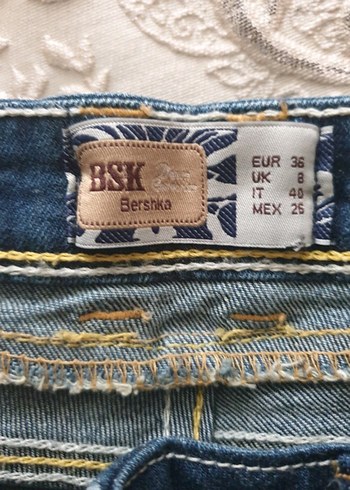 BSK
Bershka
EUR 36
UK 8
IT 40
MEX 26